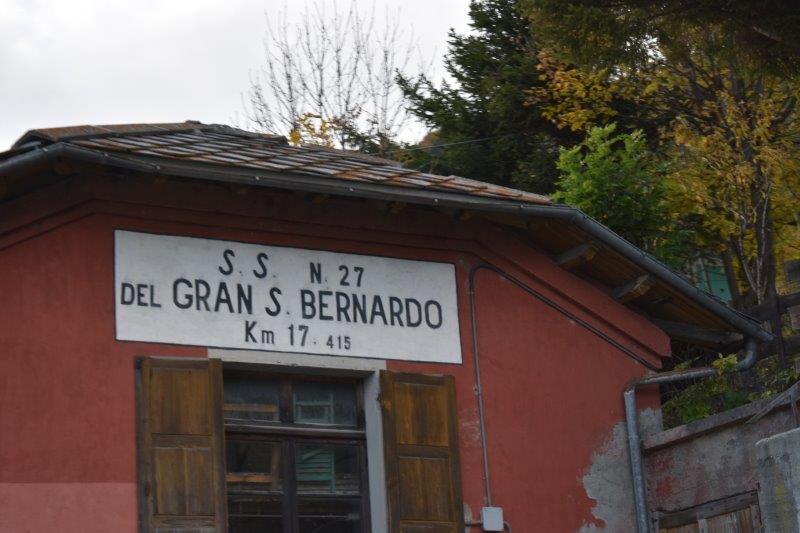 S. S. N. 27
DEL GRAN S. BERNARDO
Km 17. 415